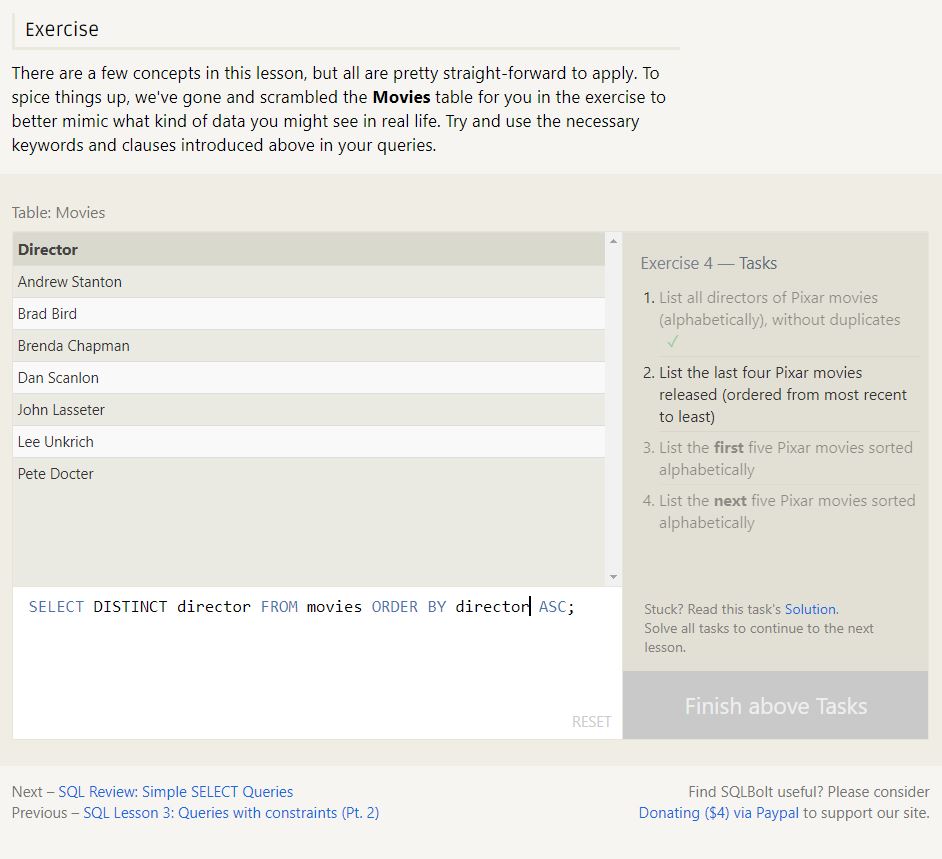 Exercise
There are a few concepts in this lesson, but all are pretty straight-forward to apply. To
spice things up, we've gone and scrambled the Movies table for you in the exercise to
better mimic what kind of data you might see in real life. Try and use the necessary
keywords and clauses introduced above in your queries.
Table: Movies
Director
Andrew Stanton
Brad Bird
Brenda Chapman
Dan Scanlon
John Lasseter
Lee Unkrich
Pete Docter
SELECT DISTINCT director FROM movies ORDER BY director ASC;
RESET
Exercise 4 — Tasks
1. List all directors of Pixar movies
(alphabetically), without duplicates
✓
2. List the last four Pixar movies
released (ordered from most recent
to least)
3. List the first five Pixar movies sorted
alphabetically
4. List the next five Pixar movies sorted
alphabetically
Stuck? Read this task's Solution.
Solve all tasks to continue to the next
lesson.
Finish above Tasks
Next – SQL Review: Simple SELECT Queries
Previous – SQL Lesson 3: Queries with constraints (Pt. 2)
Find SQLBolt useful? Please consider
Donating ($4) via Paypal to support our site.